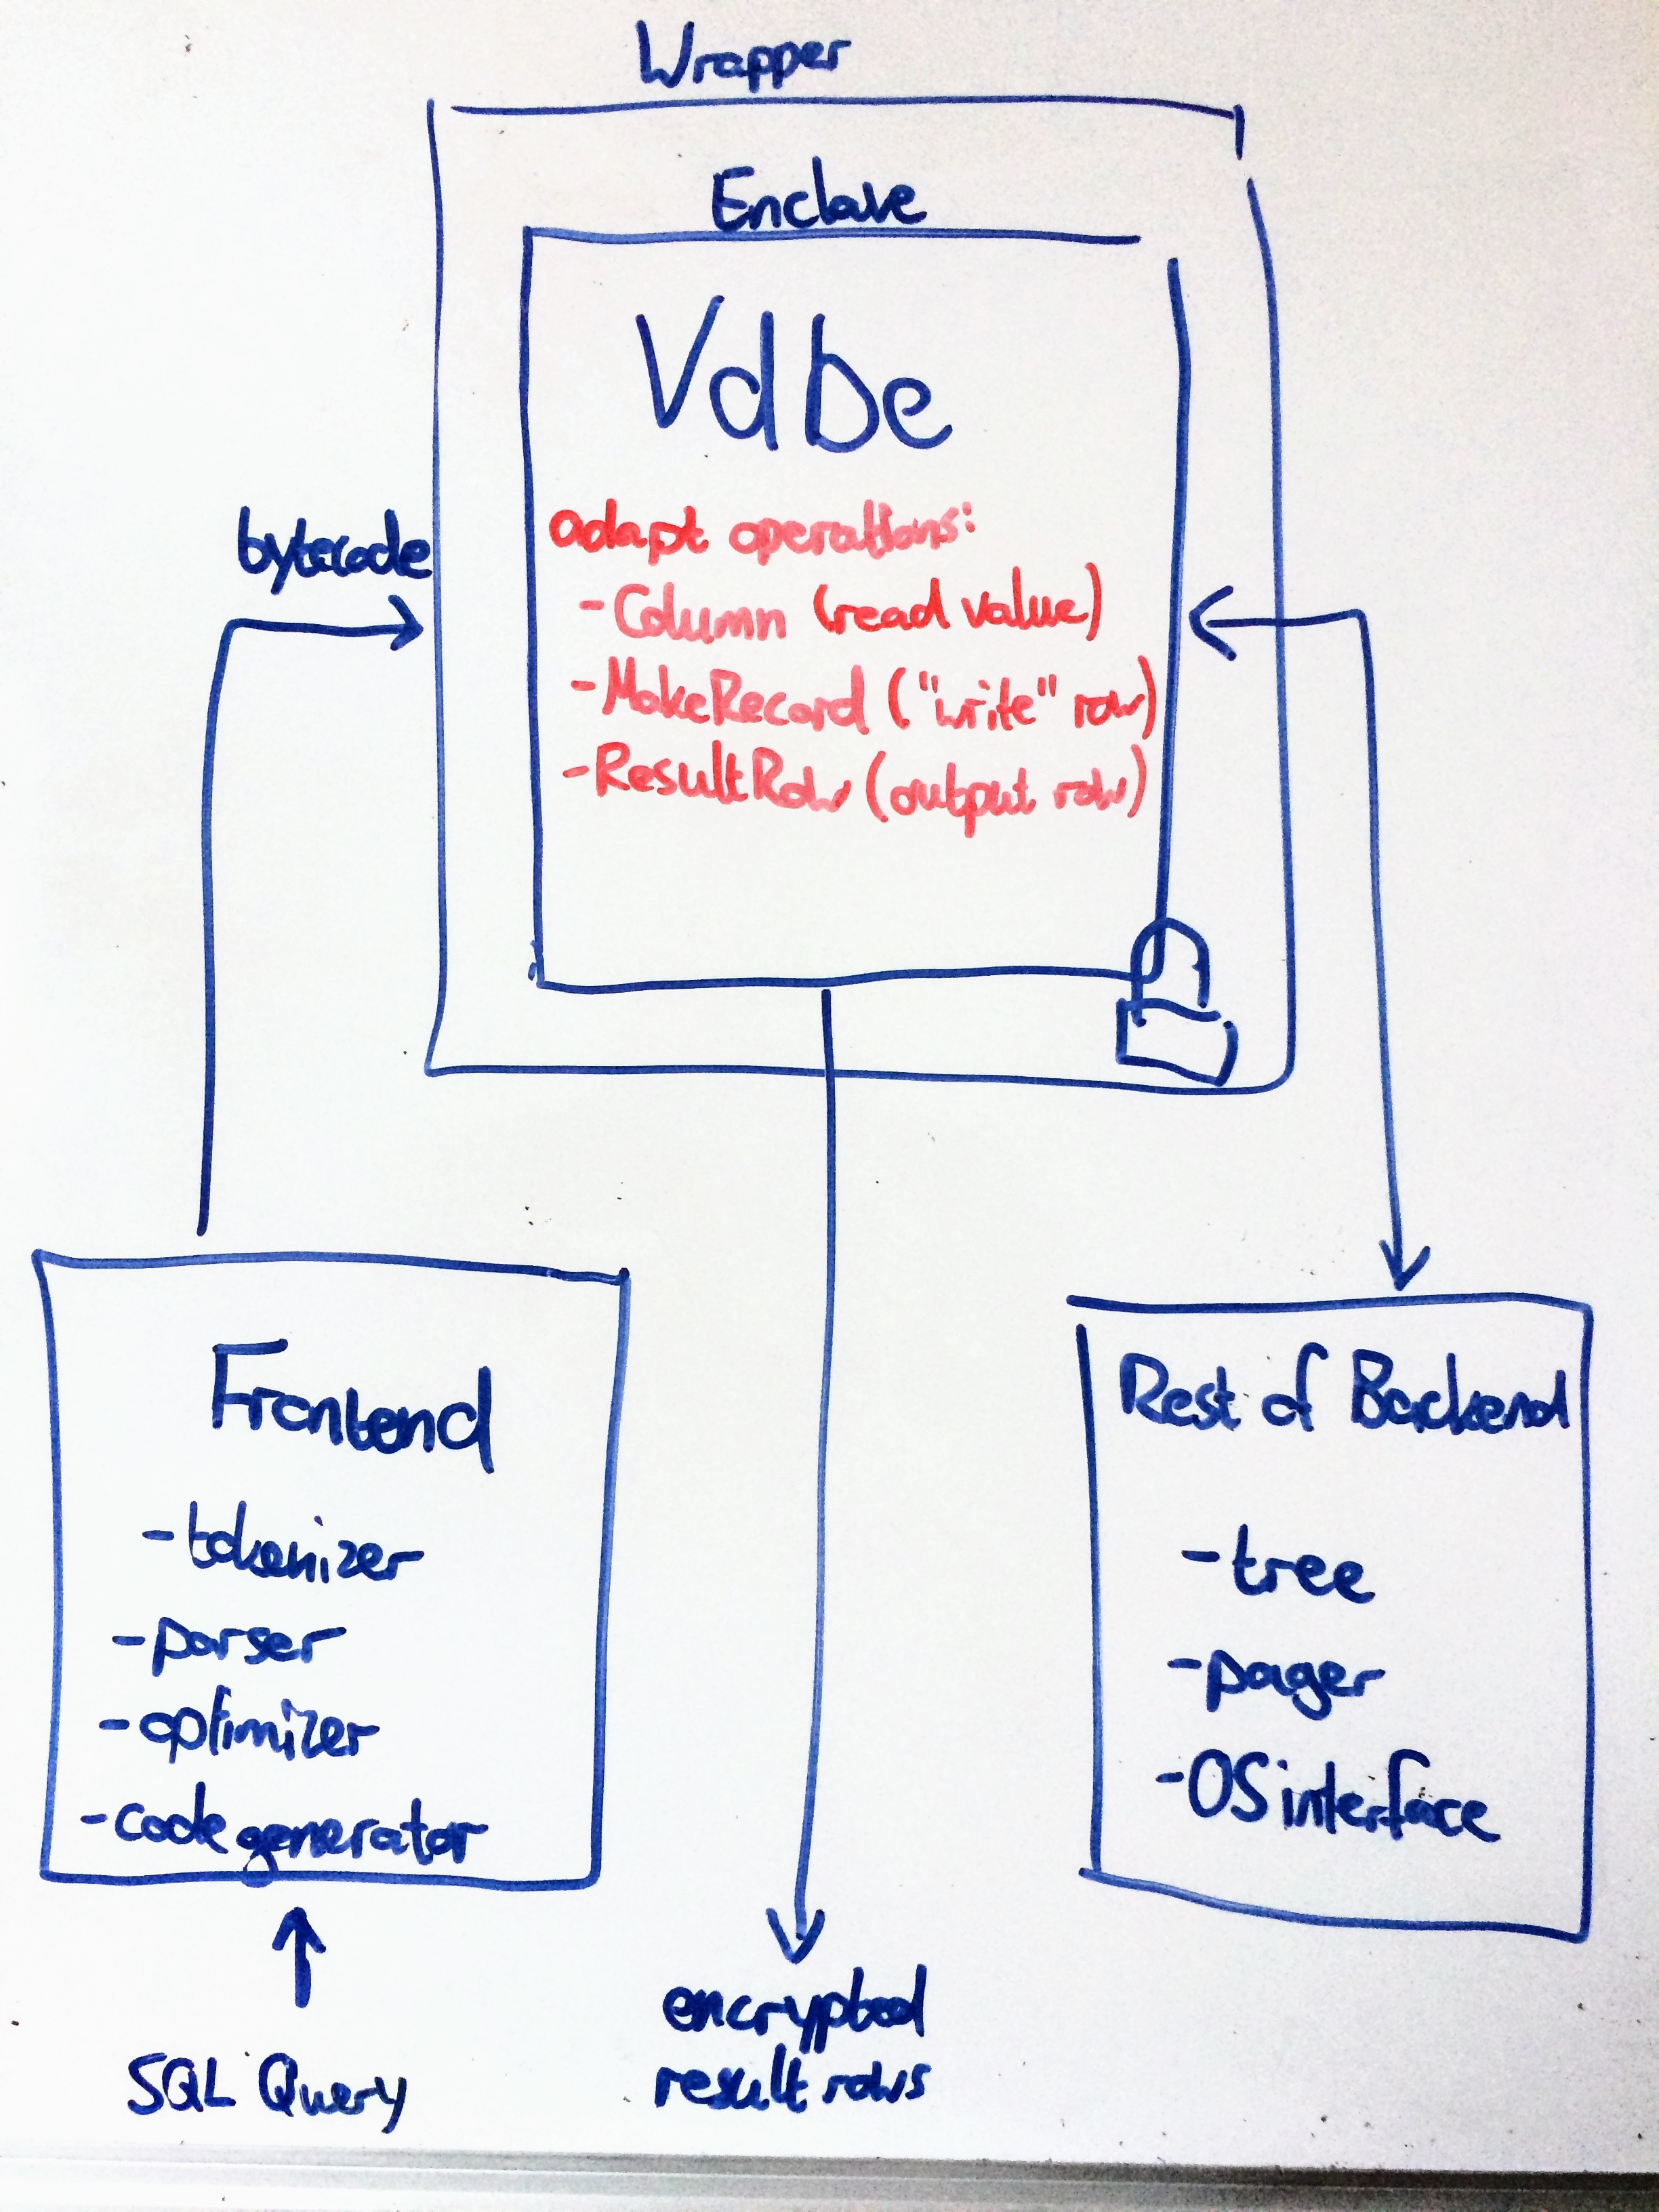 Wrapper
Enclave
Vdbe
adapt operations:
-Column (read value)
-MakeRecord ("write" row)
-ResultRow (output row)
bytecode
Frontend
-tokenizer
-parser
-optimizer
-code generator
SQL Query
encrypted
result rows
Rest of Backend
-tree
-pager
-OS interface